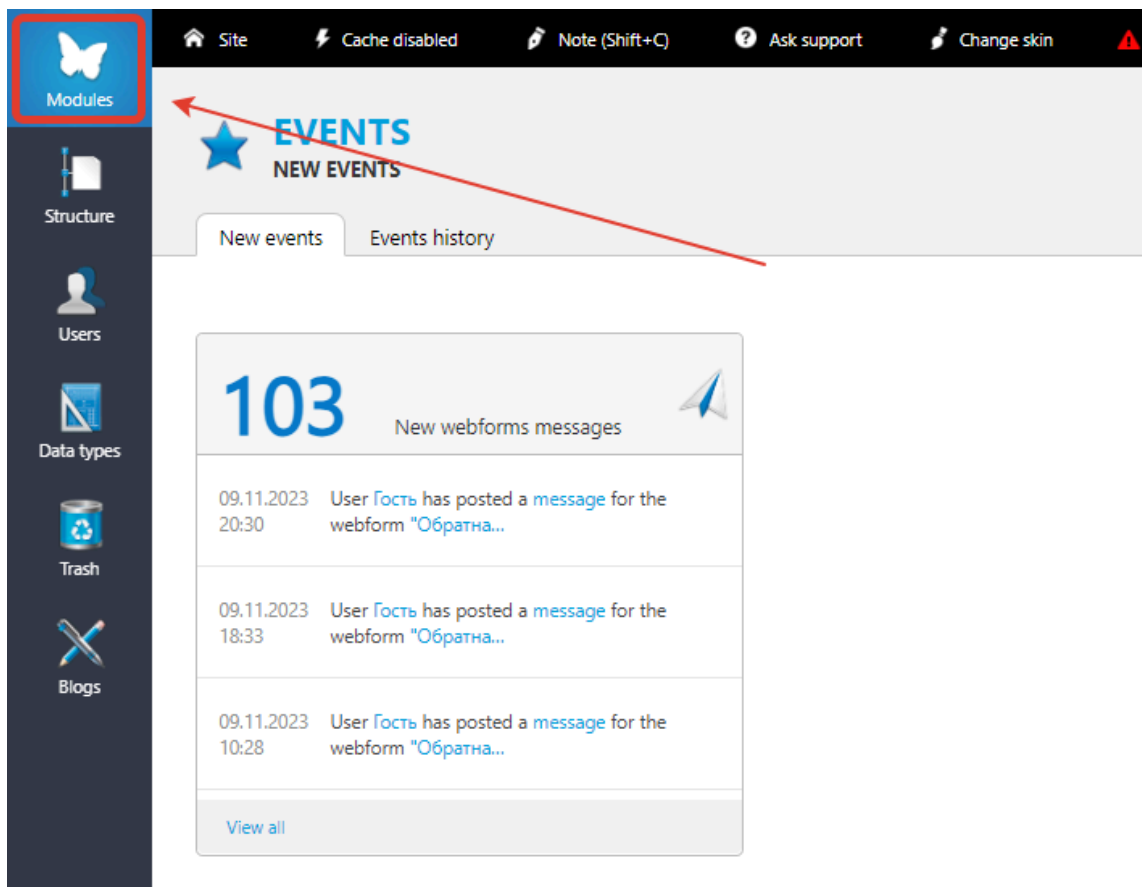 Modules
Site
Cache disabled
Note (Shift+C)
Ask support
Change skin
EVENTS
NEW EVENTS
Structure
New events
Events history
Users
Data types
Trash
Blogs
103
New webforms messages
09.11.2023
20:30
User Гость has posted a message for the
webform "Обратна...
09.11.2023
18:33
User Гость has posted a message for the
webform "Обратна...
09.11.2023
10:28
User Гость has posted a message for the
webform "Обратна...
View all